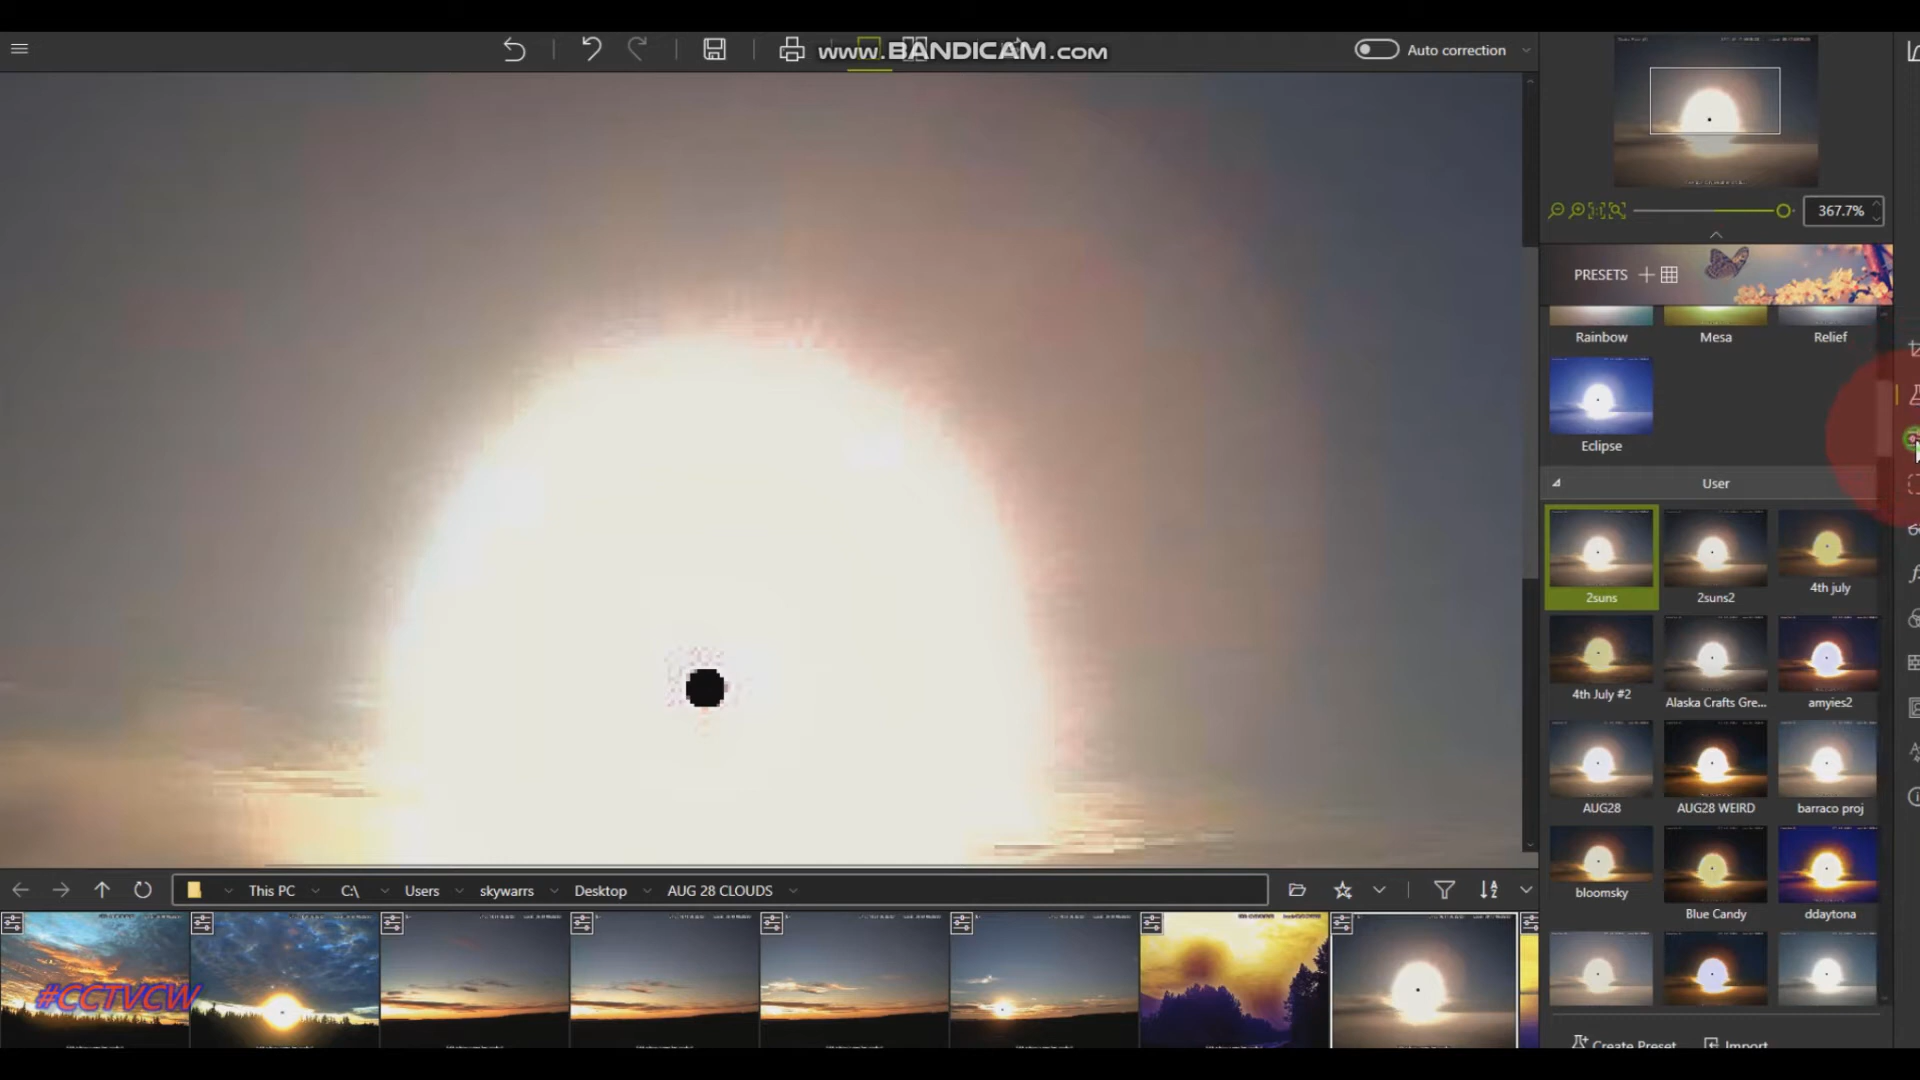 www.BANDICAM.com
Auto correction
367.7%
PRESETS
Rainbow
Mesa
Relief
Eclipse
User
2suns
2suns2
4th july
4th July #2
Alaska Crafts Gre...
amyies2
AUG28
AUG28 WEIRD
barraco proj
bloomsky
Blue Candy
ddaytona
This PC
C:\
Users
skywarrs
Desktop
AUG 28 CLOUDS
#CCTVCW
Create Preset
Import